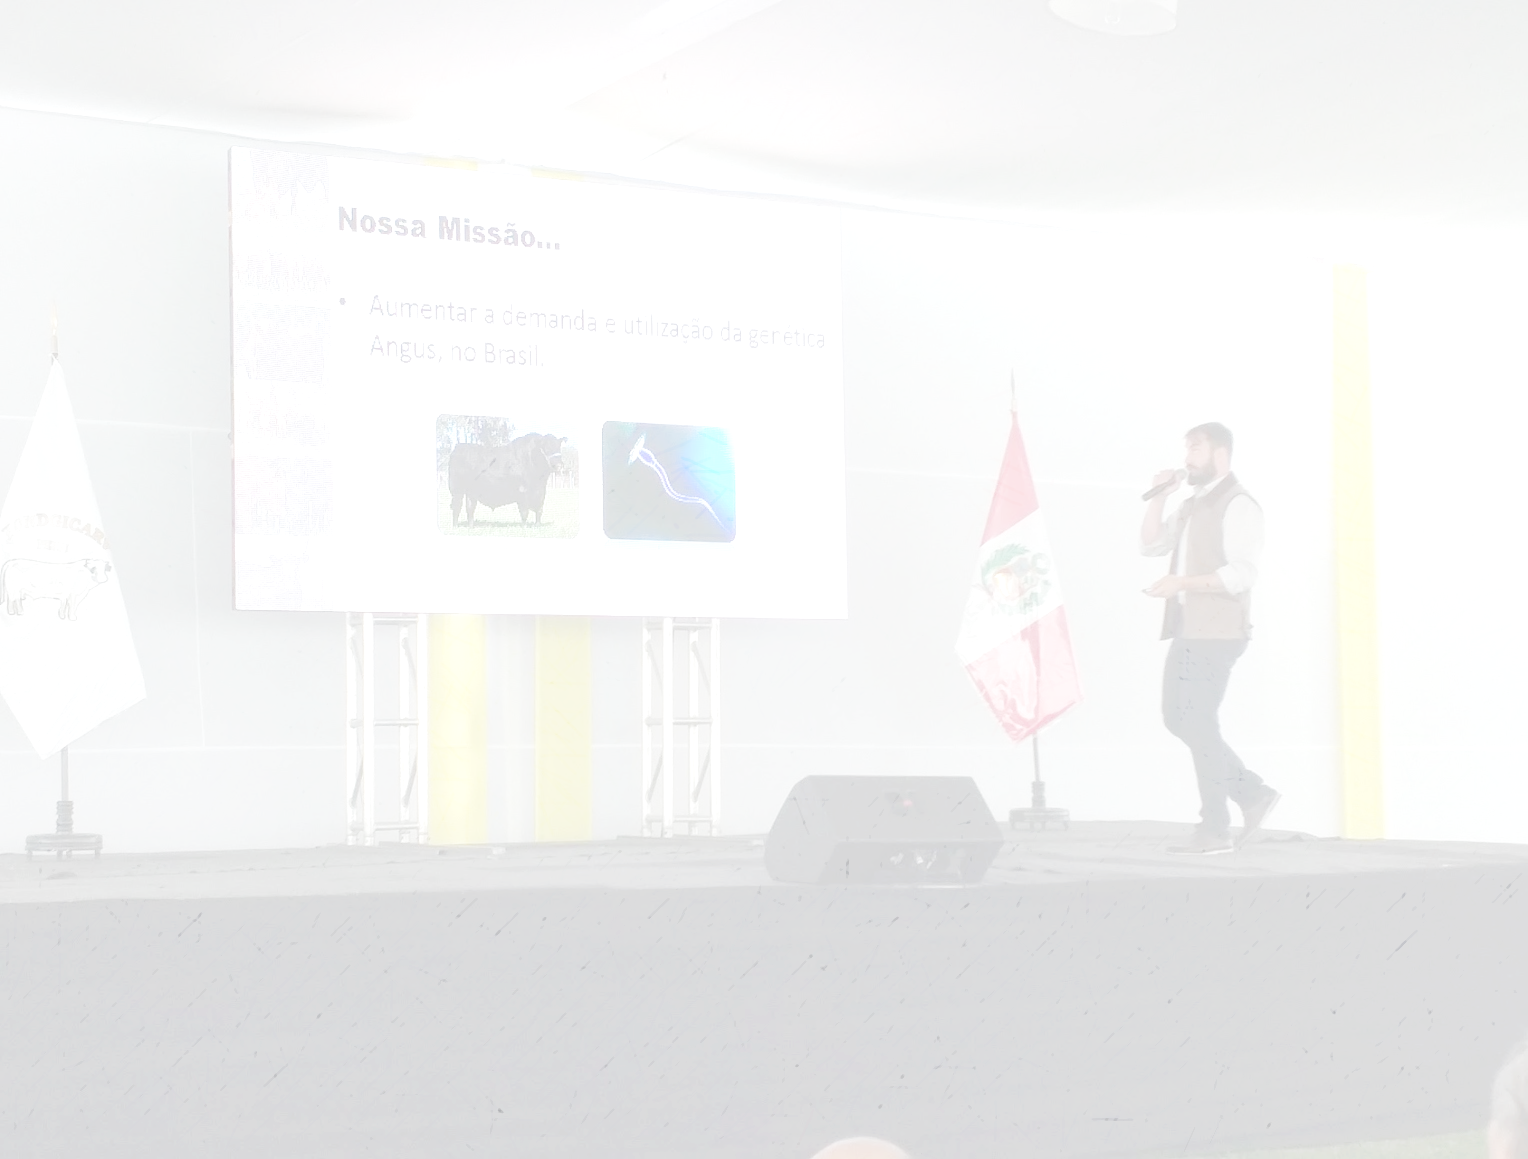 Nossa Missão...
• Aumentar a demanda e utilização da genética
Angus, no Brasil.